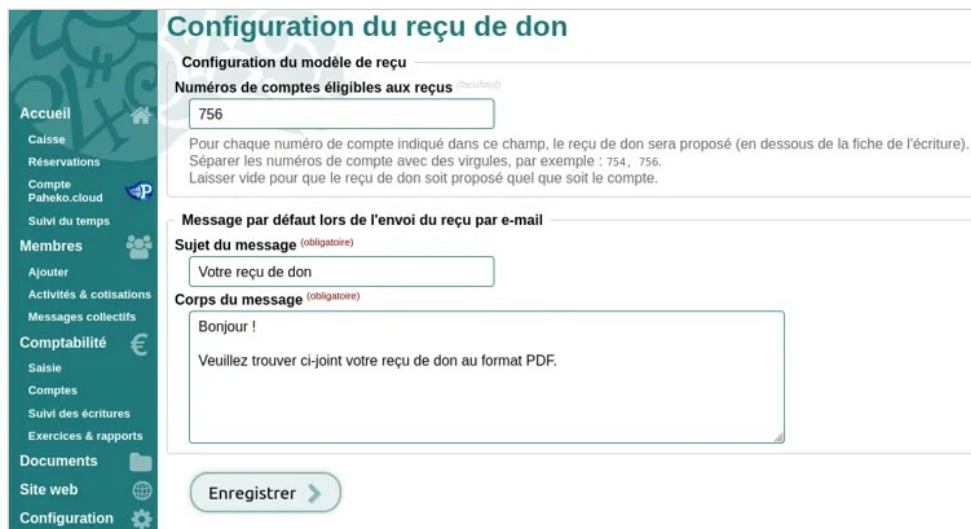 Configuration du reçu de don
Configuration du modèle de reçu
Numéros de comptes éligibles aux reçus (facultatif)
756
Pour chaque numéro de compte indiqué dans ce champ, le reçu de don sera proposé (en dessous de la fiche de l'écriture).
Séparer les numéros de compte avec des virgules, par exemple : 754, 756.
Laisser vide pour que le reçu de don soit proposé quel que soit le compte.
Message par défaut lors de l'envoi du reçu par e-mail
Sujet du message (obligatoire)
Votre reçu de don
Corps du message (obligatoire)
Bonjour !
Veuillez trouver ci-joint votre reçu de don au format PDF.
Enregistrer
Accueil
Caisse
Réservations
Compte
Paheko.cloud
Suivi du temps
Membres
Ajouter
Activités & cotisations
Messages collectifs
Comptabilité
Saisie
Comptes
Suivi des écritures
Exercices & rapports
Documents
Site web
Configuration